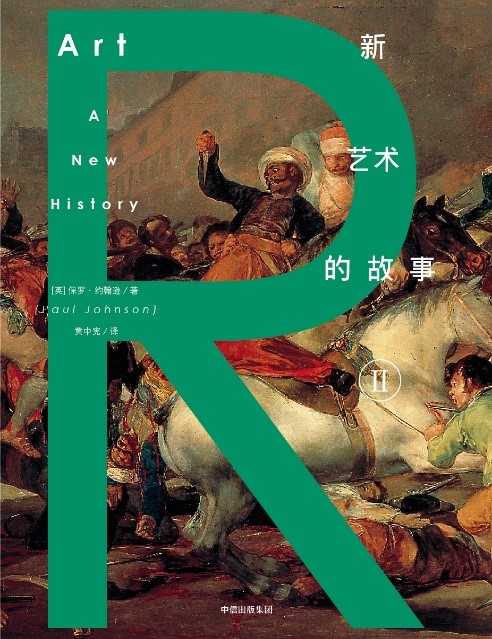 Art
A
New
History
R
新
艺术
的故事
[英]保罗·约翰逊/著
(Paul Johnson)
黄中宪/译
II
中信出版集团